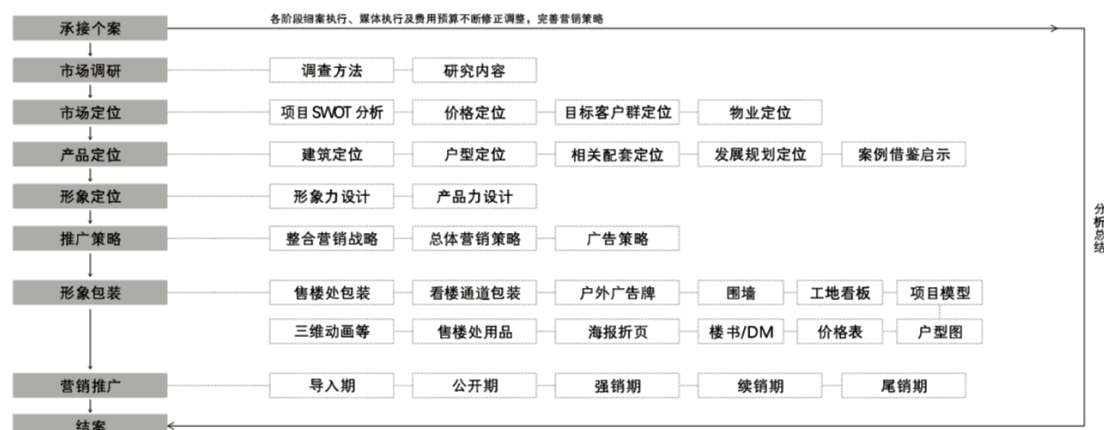 各阶段细案执行、媒体执行及费用预算不断修正调整，完善营销策略
承接个案
市场调研 调查方法 研究内容
市场定位 项目SWOT分析 价格定位 目标客户群定位 物业定位
产品定位 建筑定位 户型定位 相关配套定位 发展规划定位 案例借鉴启示
形象定位 形象力设计 产品力设计
推广策略 整合营销战略 总体营销策略 广告策略
形象包装 售楼处包装 看楼通道包装 户外广告牌 围墙 工地看板 项目模型
三维动画等 售楼处用品 海报折页 楼书/DM 价格表 户型图
营销推广 导入期 公开期 强销期 续销期 尾销期
结案
分析总结